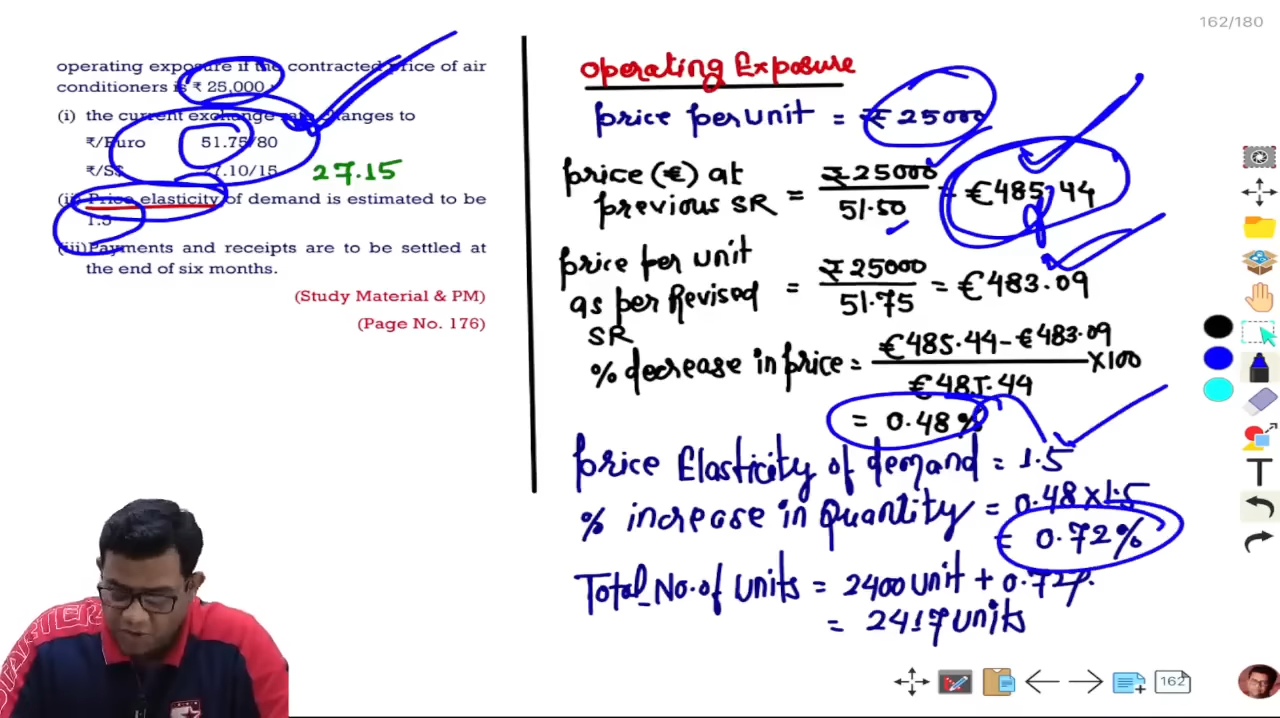 162/180
operating exposure if the contracted price of air
conditioners is ₹ 25,000 .
(i) the current exchange rate changes to
₹/Euro 51.75/80
₹/S$ 27.10/15 27.15
(ii) Price elasticity of demand is estimated to be
1.5
(iii) Payments and receipts are to be settled at
the end of six months.
(Study Material & PM)
(Page No. 176)
operating Exposure
price per unit = ₹ 25000
price (€) at
previous SR = ₹ 25000 / 51.50 = €485.44
price per unit
as per Revised
SR = ₹ 25000 / 51.75 = €483.09
% decrease in price = €485.44 - €483.09 / €485.44 X100
= 0.48%
price Elasticity of demand = 1.5
% increase in quantity = 0.48 X 1.5
= 0.72%
Total No. of Units = 2400 unit + 0.72%
= 2417 units
162